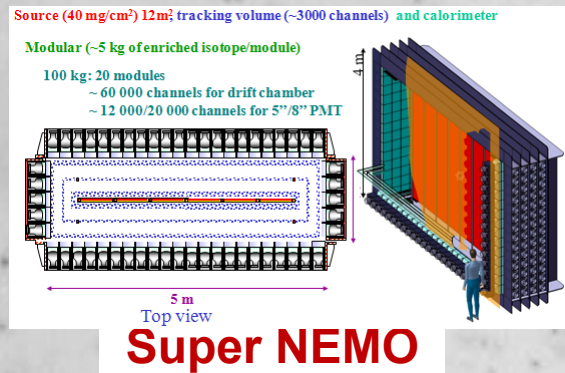 Source (40 mg/cm²) 12m², tracking volume (~3000 channels) and calorimeter
Modular (~5 kg of enriched isotope/module)
100 kg: 20 modules
~ 60 000 channels for drift chamber
~ 12 000/20 000 channels for 5”/8” PMT
4 m
5 m
Top view
Super NEMO